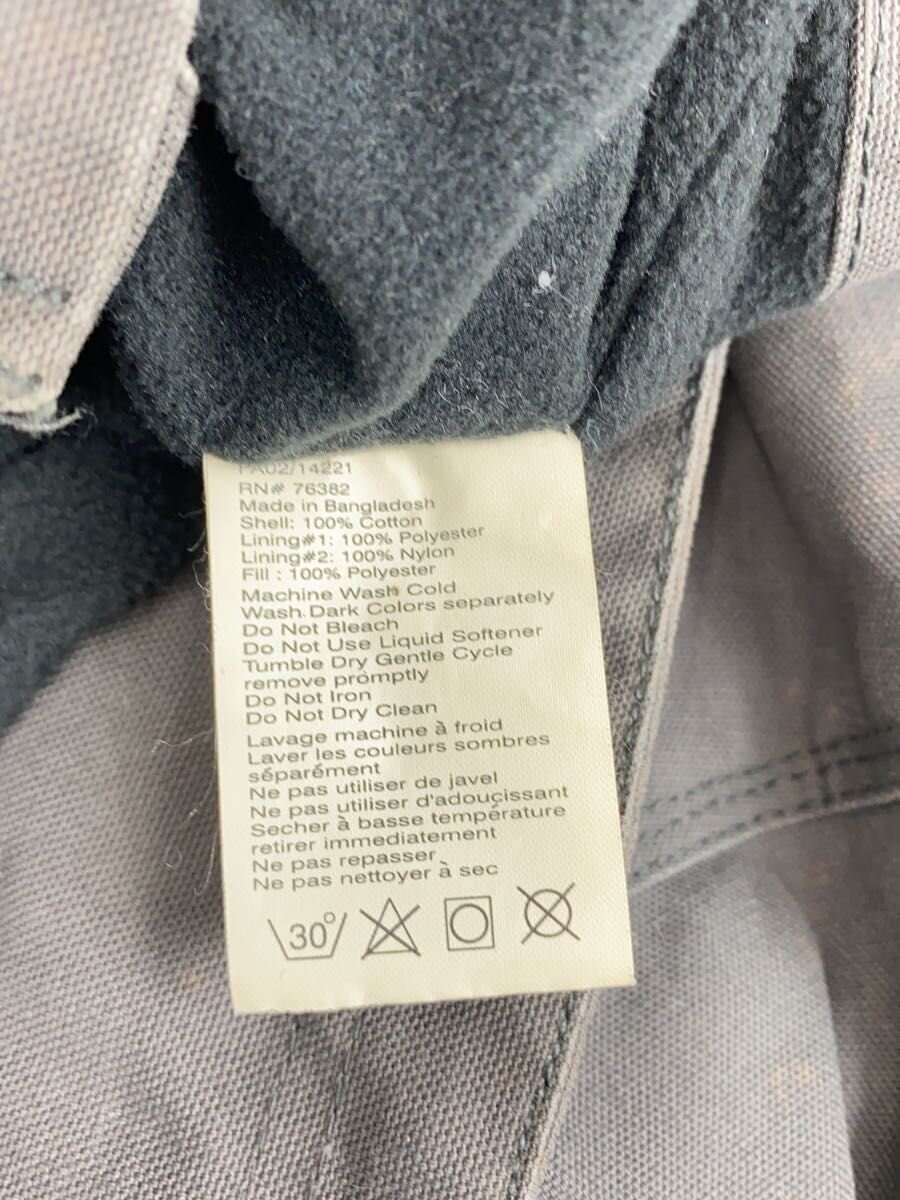 PA02/14221
RN# 76382
Made in Bangladesh
Shell: 100% Cotton
Lining#1: 100% Polyester
Lining#2: 100% Nylon
Fill : 100% Polyester
Machine Wash Cold
Wash Dark Colors separately
Do Not Bleach
Do Not Use Liquid Softener
Tumble Dry Gentle Cycle
remove promptly
Do Not Iron
Do Not Dry Clean
Lavage machine à froid
Laver les couleurs sombres
séparément
Ne pas utiliser de javel
Ne pas utiliser d'adouçissant
Secher à basse température
retirer immediatement
Ne pas repasser
Ne pas nettoyer à sec
30°